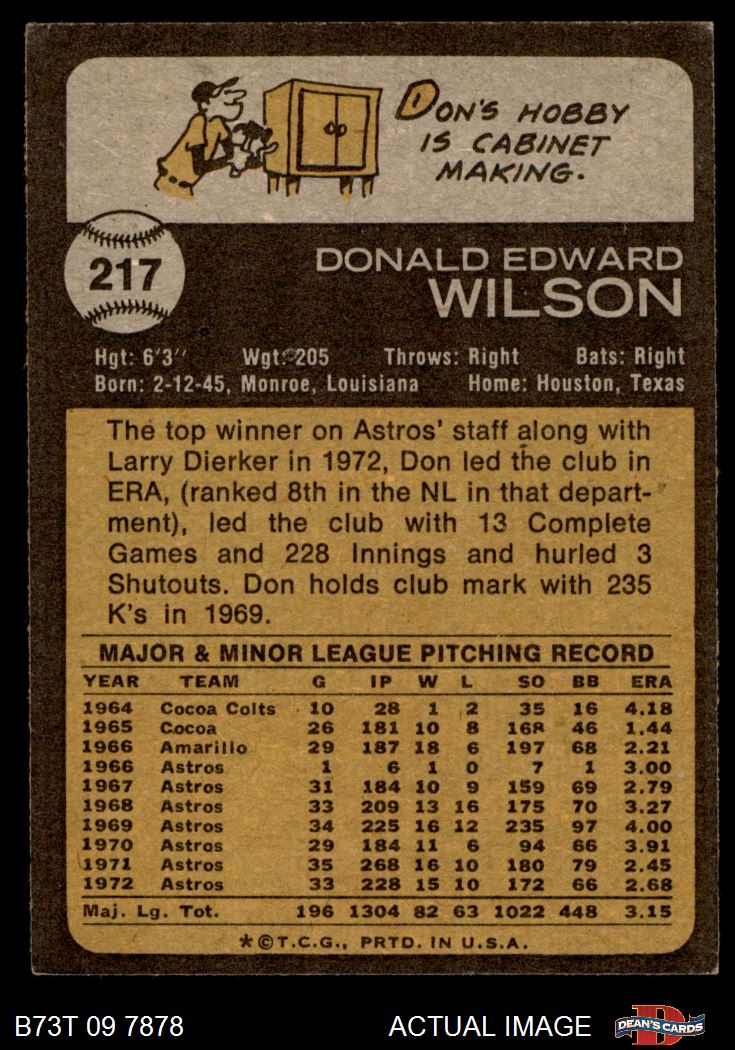 DON'S HOBBY
IS CABINET
MAKING.
217
DONALD EDWARD
WILSON
Hgt: 6'3" Wgt: 205 Throws: Right Bats: Right
Born: 2-12-45, Monroe, Louisiana Home: Houston, Texas
The top winner on Astros' staff along with
Larry Dierker in 1972, Don led the club in
ERA, (ranked 8th in the NL in that depart-
ment), led the club with 13 Complete
Games and 228 Innings and hurled 3
Shutouts. Don holds club mark with 235
K's in 1969.
MAJOR & MINOR LEAGUE PITCHING RECORD
YEAR TEAM G IP W L SO BB ERA
1964 Cocoa Colts 10 28 1 2 35 16 4.18
1965 Cocoa 26 181 10 8 168 46 1.44
1966 Amarillo 29 187 18 6 197 68 2.21
1966 Astros 1 6 1 0 7 1 3.00
1967 Astros 31 184 10 9 159 69 2.79
1968 Astros 33 209 13 16 175 70 3.27
1969 Astros 34 225 16 12 235 97 4.00
1970 Astros 29 184 11 6 94 66 3.91
1971 Astros 35 268 16 10 180 79 2.45
1972 Astros 33 228 15 10 172 66 2.68
Maj. Lg. Tot. 196 1304 82 63 1022 448 3.15
*©T.C.G., PRTD. IN U.S.A.
B73T 09 7878 ACTUAL IMAGE DEAN'S CARDS